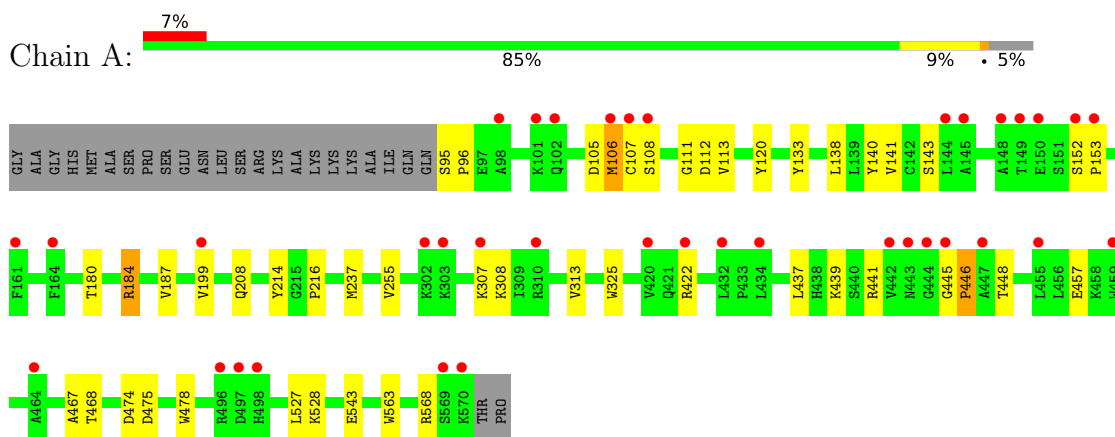 7%
Chain A:
85% 9% • 5%
GLY ALA GLY HIS MET ALA SER PRO SER GLU ASN LEU SER ARG LYS ALA LYS LYS LYS ALA ILE GLN GLN S95 P96 E97 A98 K101 Q102 D105 M106 C107 S108 G111 D112 V113 Y120 Y133 L138 L139 Y140 V141 C142 S143 L144 A145 A148 T149 E150 S151 S152 P153
F161 F164 T180 R184 V187 V199 Q208 Y214 G215 P216 M237 V255 K302 K303 K307 K308 I309 R310 V313 W325 V420 Q421 R422 L432 P433 L434 L437 H438 K439 S440 R441 V442 N443 G444 G445 P446 A447 T448 L455 L456 E457 K458
A464 A467 T468 D474 D475 W478 R496 D497 H498 L527 K528 E543 W563 R568 S569 K570 THR PRO